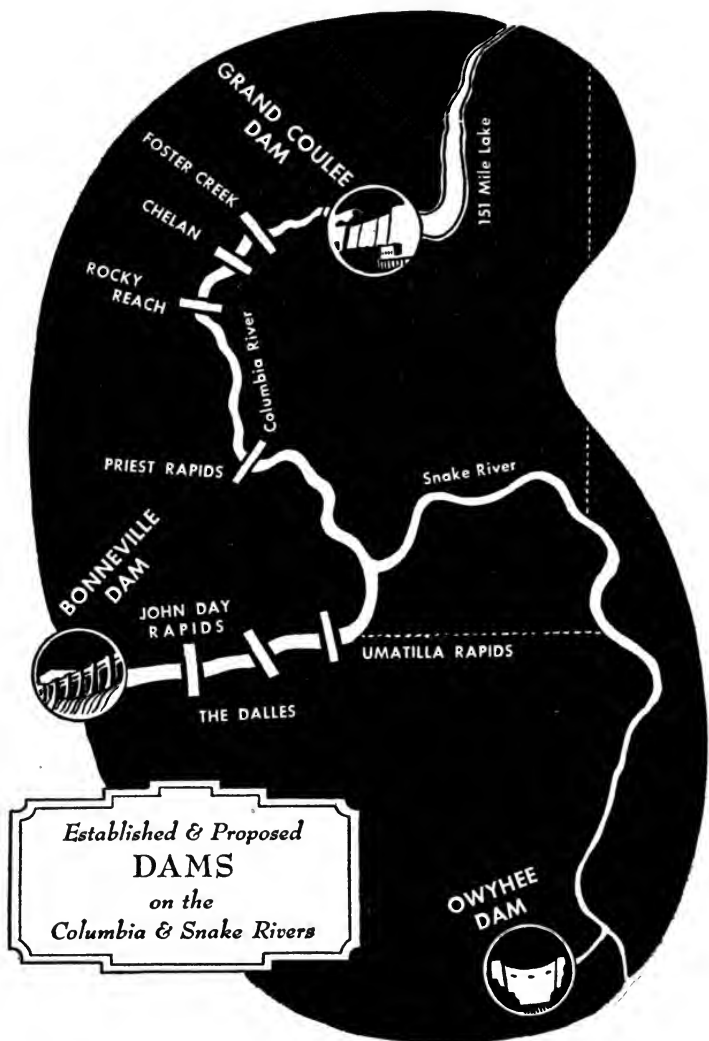 GRAND COULEE
DAM
FOSTER CREEK
CHELAN
ROCKY
REACH
151 Mile Lake
Columbia River
PRIEST RAPIDS
Snake River
BONNEVILLE
DAM
JOHN DAY
RAPIDS
UMATILLA RAPIDS
THE DALLES
Established & Proposed
DAMS
on the
Columbia & Snake Rivers
OWYHEE
DAM